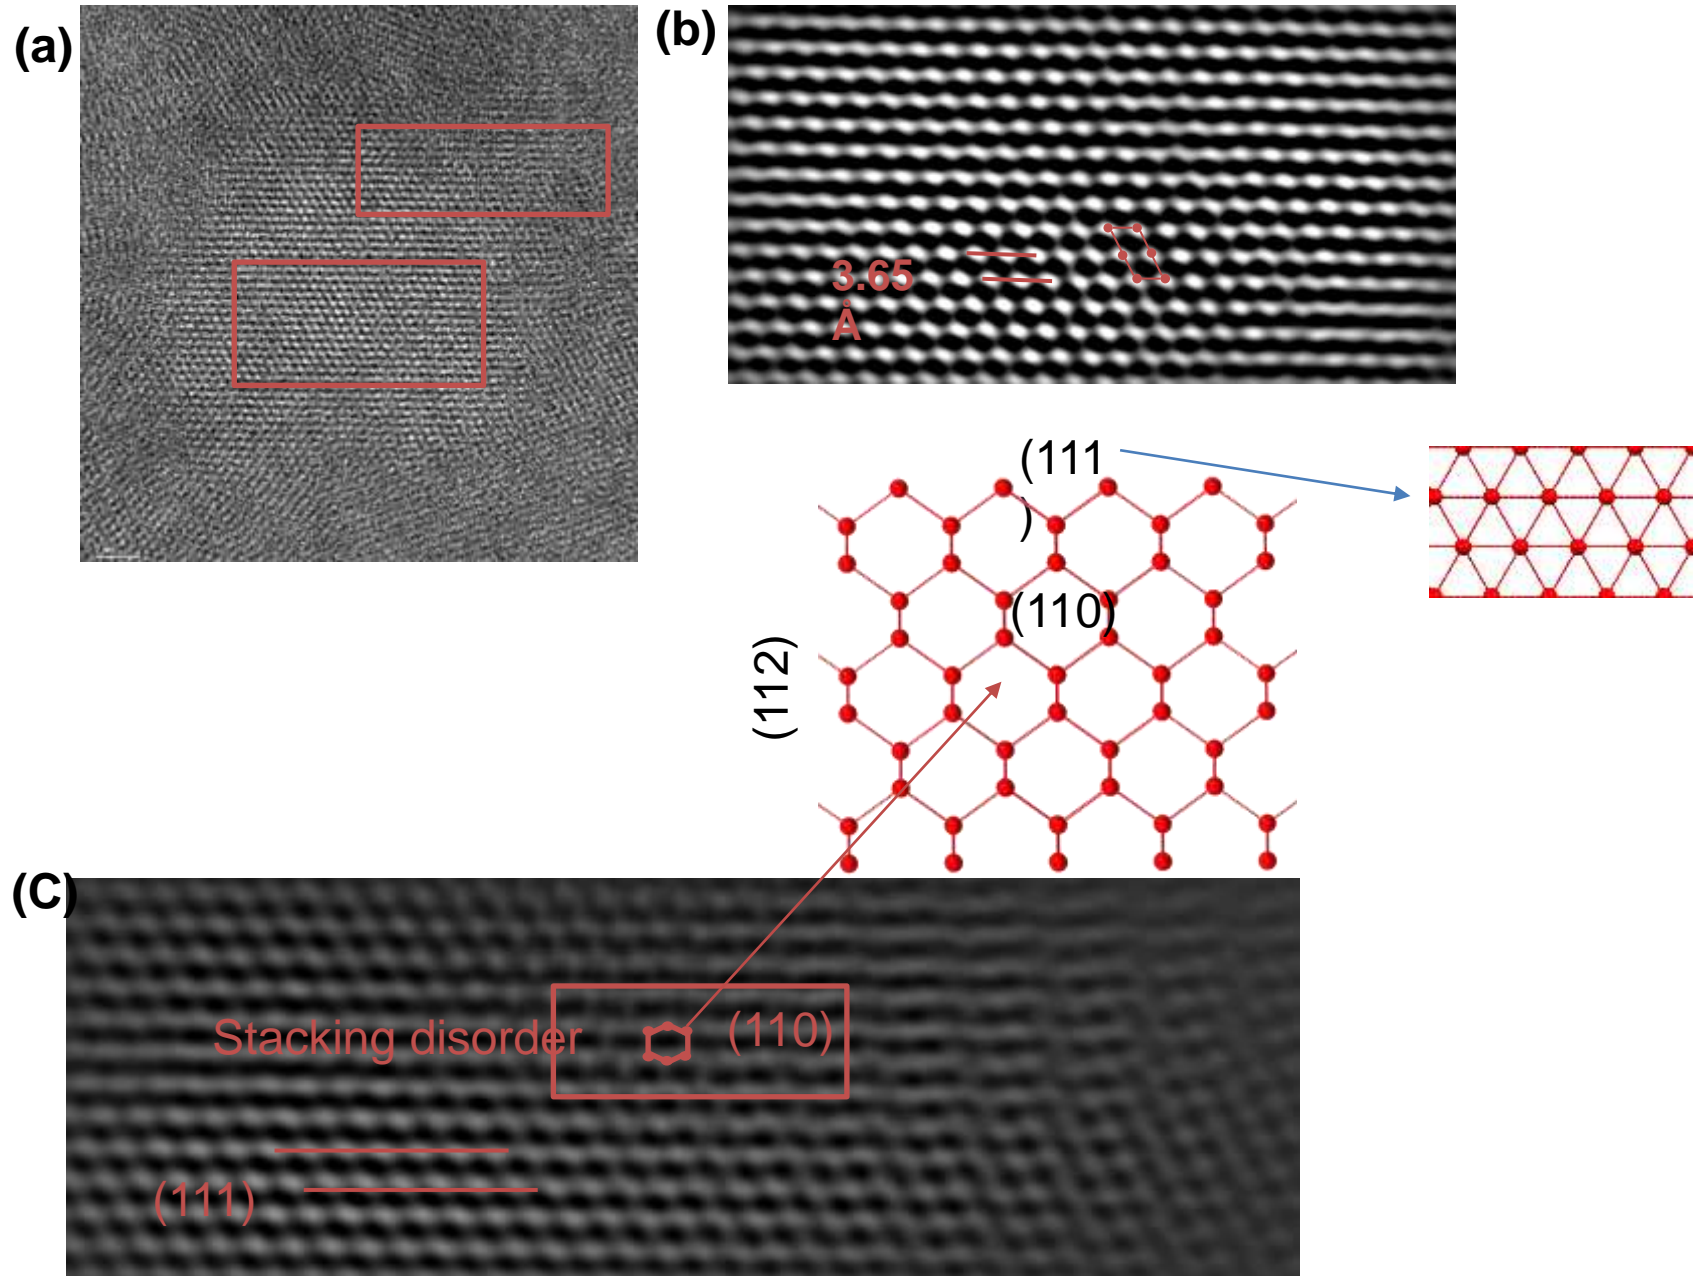 (a)
(b)
3.65
Å
(111
)
(110)
(112)
(C)
Stacking disorder
(110)
(111)